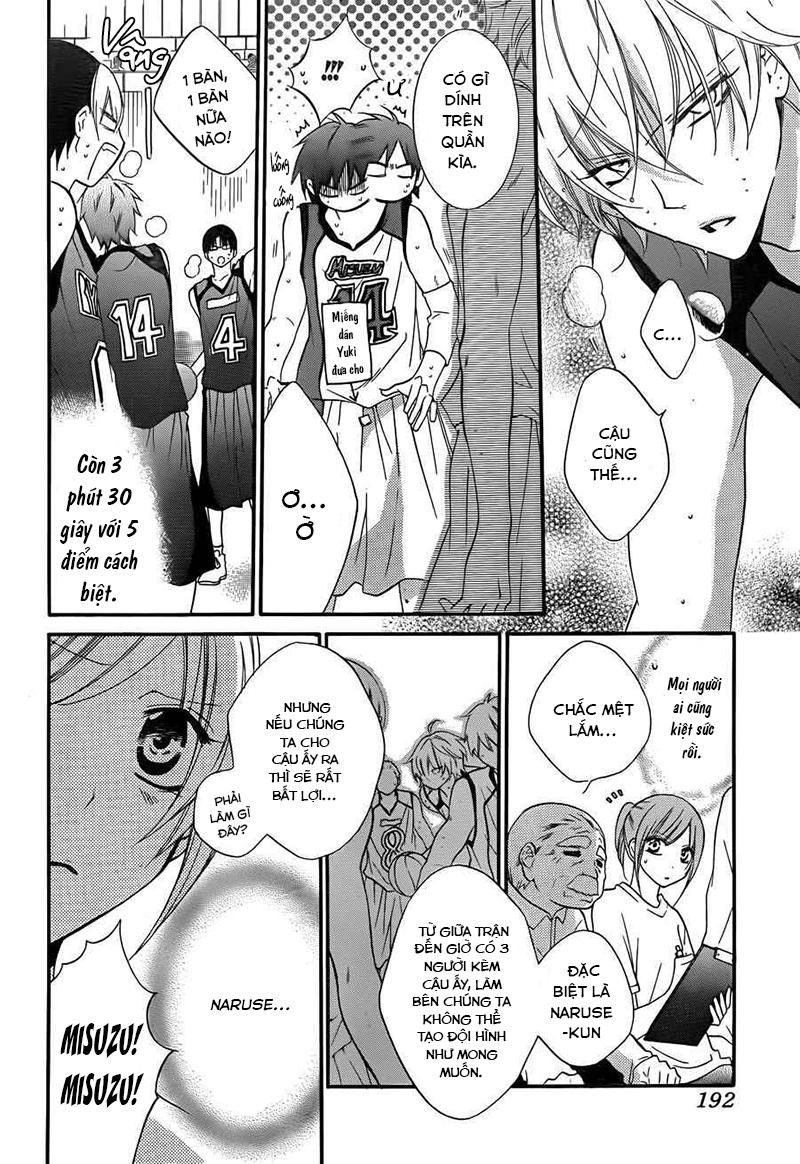 C...
CẬU
CŨNG
THẾ...
CÓ GÌ
DÍNH
TRÊN
QUẦN
KÌA.
!!!
Ư
cuống
cuống
MISUZU
14
Miếng
dán
Yuki
đưa cho
Ơ...
Ờ
Vâng
1 BÀN,
1 BÀN
NỮA
NÀO!
14
4
Còn 3
phút 30
giây với 5
điểm cách
biệt.
Mọi người
ai cũng
kiệt sức
rồi.
CHẮC MỆT
LẮM...
ĐẶC
BIỆT LÀ
NARUSE
-KUN
8
TỪ GIỮA TRẬN
ĐẾN GIỜ CÓ 3
NGƯỜI KÈM
CẬU ẤY, LÀM
BÊN CHÚNG TA
KHÔNG THỂ
TẠO ĐỘI HÌNH
NHƯ MONG
MUỐN.
NHƯNG
NẾU CHÚNG
TA CHO
CẬU ẤY RA
THÌ SẼ RẤT
BẤT LỢI...
PHẢI
LÀM GÌ
ĐÂY?
NARUSE...
MISUZU!
MISUZU!
192